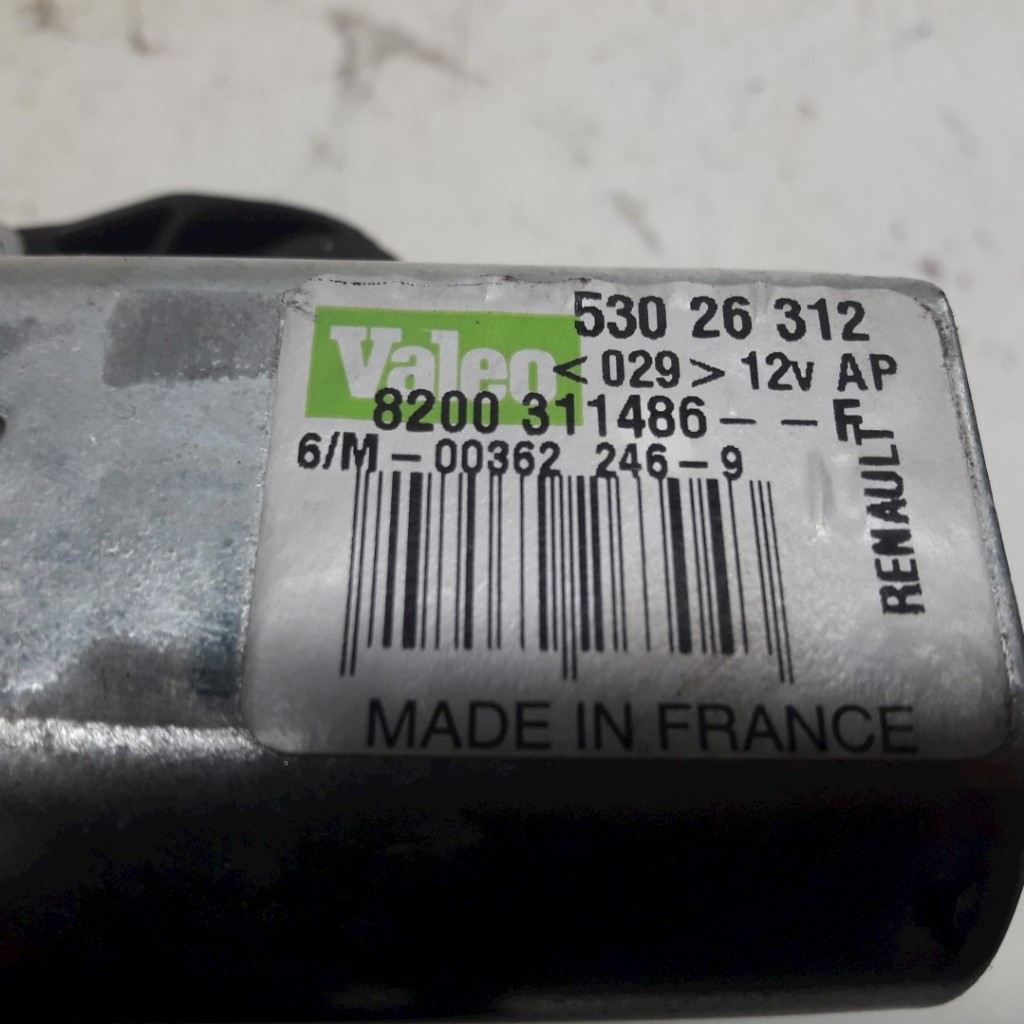 Valeo
530 26 312
<029> 12v AP
8200 311486 - - F
6/M-00362 246-9
RENAULT
MADE IN FRANCE